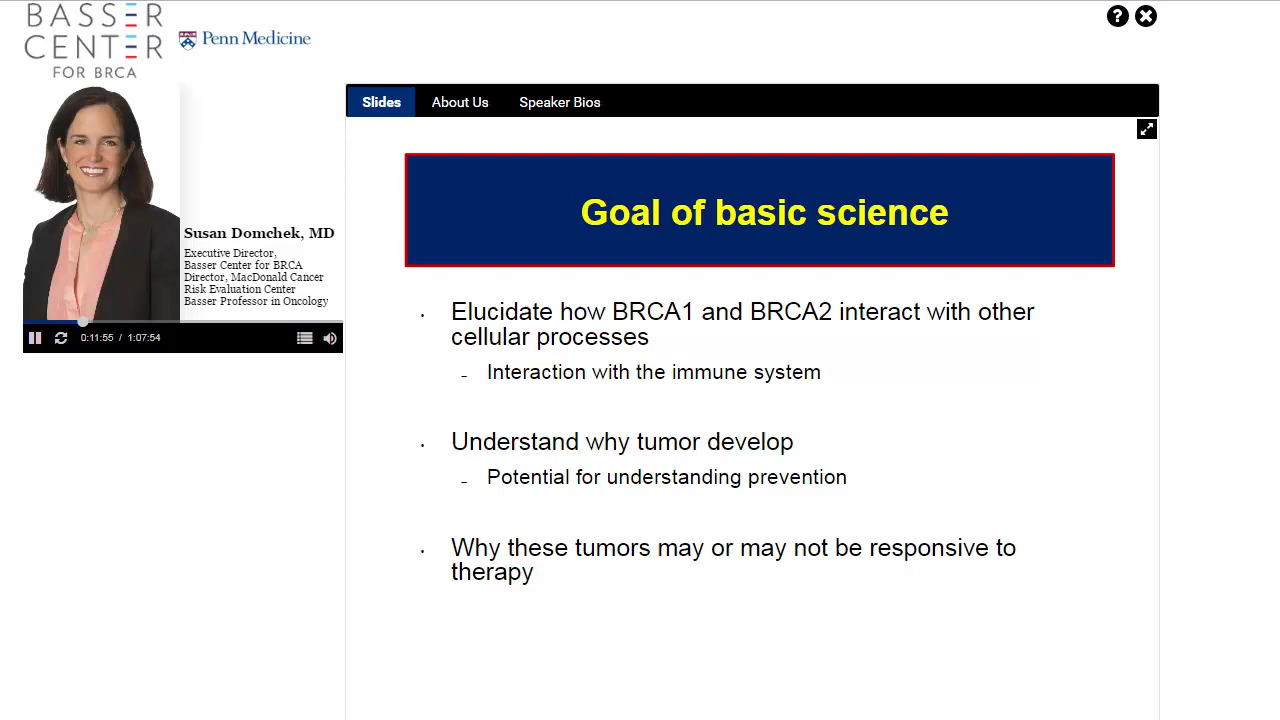 BASSER
CENTER
FOR BRCA
Penn Medicine
Susan Domchek, MD
Executive Director,
Basser Center for BRCA
Director, MacDonald Cancer
Risk Evaluation Center
Basser Professor in Oncology
0:11:55 / 1:07:54
?
Slides About Us Speaker Bios
Goal of basic science
· Elucidate how BRCA1 and BRCA2 interact with other
cellular processes
– Interaction with the immune system
· Understand why tumor develop
– Potential for understanding prevention
· Why these tumors may or may not be responsive to
therapy